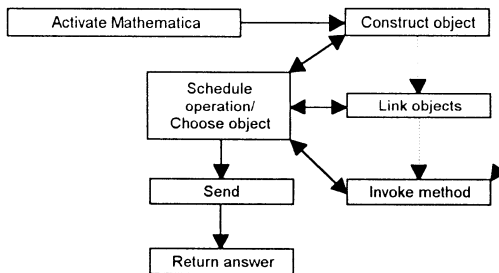 Activate Mathematica
Construct object
Schedule
operation/
Choose object
Link objects
Send
Invoke method
Return answer